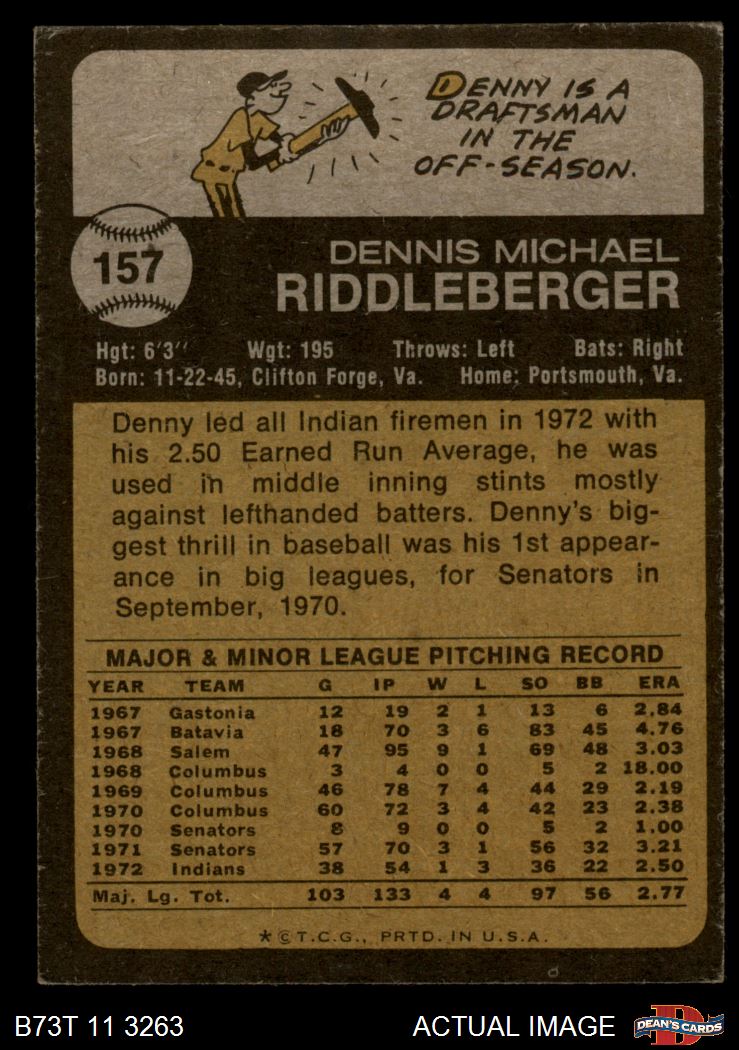 DENNY IS A
DRAFTSMAN
IN THE
OFF-SEASON.
157
DENNIS MICHAEL
RIDDLEBERGER
Hgt: 6'3'' Wgt: 195 Throws: Left Bats: Right
Born: 11-22-45, Clifton Forge, Va. Home: Portsmouth, Va.
Denny led all Indian firemen in 1972 with
his 2.50 Earned Run Average, he was
used in middle inning stints mostly
against lefthanded batters. Denny's big-
gest thrill in baseball was his 1st appear-
ance in big leagues, for Senators in
September, 1970.
MAJOR & MINOR LEAGUE PITCHING RECORD
YEAR TEAM G IP W L SO BB ERA
1967 Gastonia 12 19 2 1 13 6 2.84
1967 Batavia 18 70 3 6 83 45 4.76
1968 Salem 47 95 9 1 69 48 3.03
1968 Columbus 3 4 0 0 5 2 18.00
1969 Columbus 46 78 7 4 44 29 2.19
1970 Columbus 60 72 3 4 42 23 2.38
1970 Senators 8 9 0 0 5 2 1.00
1971 Senators 57 70 3 1 56 32 3.21
1972 Indians 38 54 1 3 36 22 2.50
Maj. Lg. Tot. 103 133 4 4 97 56 2.77
* © T.C.G., PRTD. IN U.S.A.
B73T 11 3263 ACTUAL IMAGE
D
DEAN'S CARDS